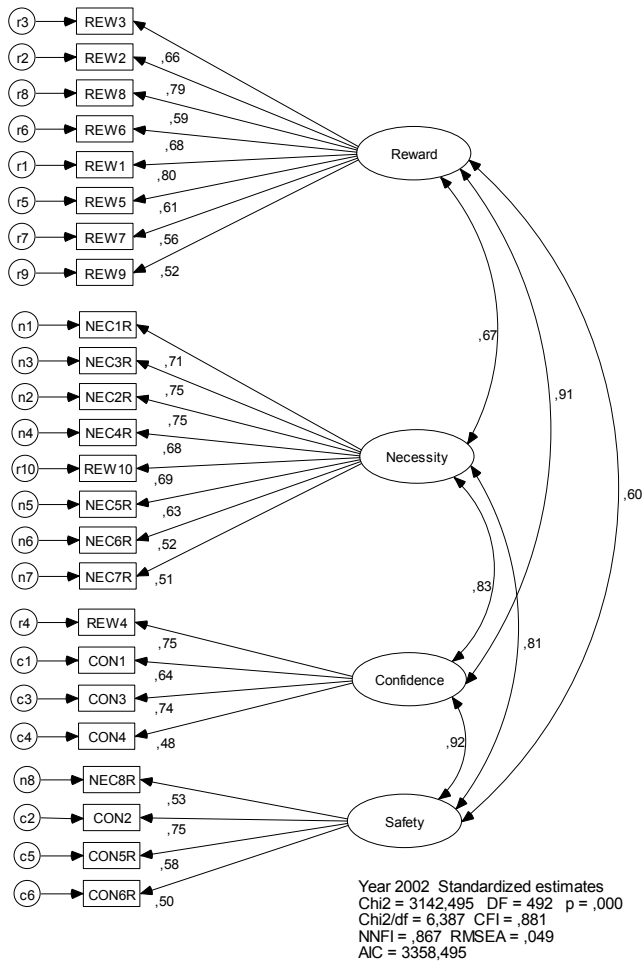 r3 REW3
,66
r2 REW2
,79
r8 REW8
,59
r6 REW6
,68
r1 REW1
,80
r5 REW5
,61
r7 REW7
,56
r9 REW9
,52
Reward
,67
,91
,60
n1 NEC1R
,71
n3 NEC3R
,75
n2 NEC2R
,75
n4 NEC4R
,68
r10 REW10
,69
n5 NEC5R
,63
n6 NEC6R
,52
n7 NEC7R
,51
Necessity
,83
,81
r4 REW4
,75
c1 CON1
,64
c3 CON3
,74
c4 CON4
,48
Confidence
,92
n8 NEC8R
,53
c2 CON2
,75
c5 CON5R
,58
c6 CON6R
,50
Safety
Year 2002 Standardized estimates
Chi2 = 3142,495 DF = 492 p = ,000
Chi2/df = 6,387 CFI = ,881
NNFI = ,867 RMSEA = ,049
AIC = 3358,495